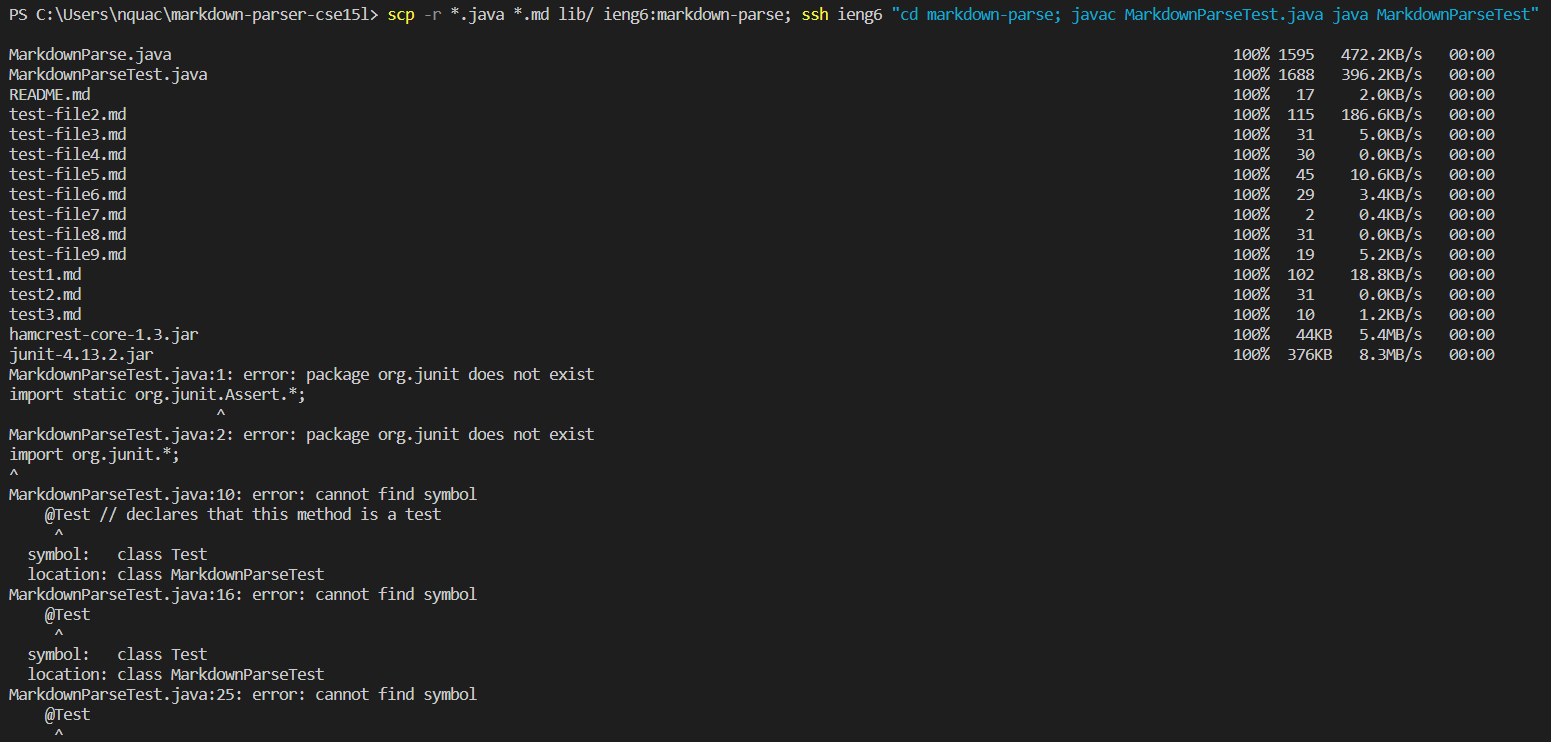 PS C:\Users\nquac\markdown-parser-cse15l> scp -r *.java *.md lib/ ieng6:markdown-parse; ssh ieng6 "cd markdown-parse; javac MarkdownParseTest.java java MarkdownParseTest"
MarkdownParse.java 100% 1595 472.2KB/s 00:00
MarkdownParseTest.java 100% 1688 396.2KB/s 00:00
README.md 100% 17 2.0KB/s 00:00
test-file2.md 100% 115 186.6KB/s 00:00
test-file3.md 100% 31 5.0KB/s 00:00
test-file4.md 100% 30 0.0KB/s 00:00
test-file5.md 100% 45 10.6KB/s 00:00
test-file6.md 100% 29 3.4KB/s 00:00
test-file7.md 100% 2 0.4KB/s 00:00
test-file8.md 100% 31 0.0KB/s 00:00
test-file9.md 100% 19 5.2KB/s 00:00
test1.md 100% 102 18.8KB/s 00:00
test2.md 100% 31 0.0KB/s 00:00
test3.md 100% 10 1.2KB/s 00:00
hamcrest-core-1.3.jar 100% 44KB 5.4MB/s 00:00
junit-4.13.2.jar 100% 376KB 8.3MB/s 00:00
MarkdownParseTest.java:1: error: package org.junit does not exist
import static org.junit.Assert.*;
                       ^
MarkdownParseTest.java:2: error: package org.junit does not exist
import org.junit.*;
^
MarkdownParseTest.java:10: error: cannot find symbol
    @Test // declares that this method is a test
     ^
  symbol:   class Test
  location: class MarkdownParseTest
MarkdownParseTest.java:16: error: cannot find symbol
    @Test
     ^
  symbol:   class Test
  location: class MarkdownParseTest
MarkdownParseTest.java:25: error: cannot find symbol
    @Test
     ^